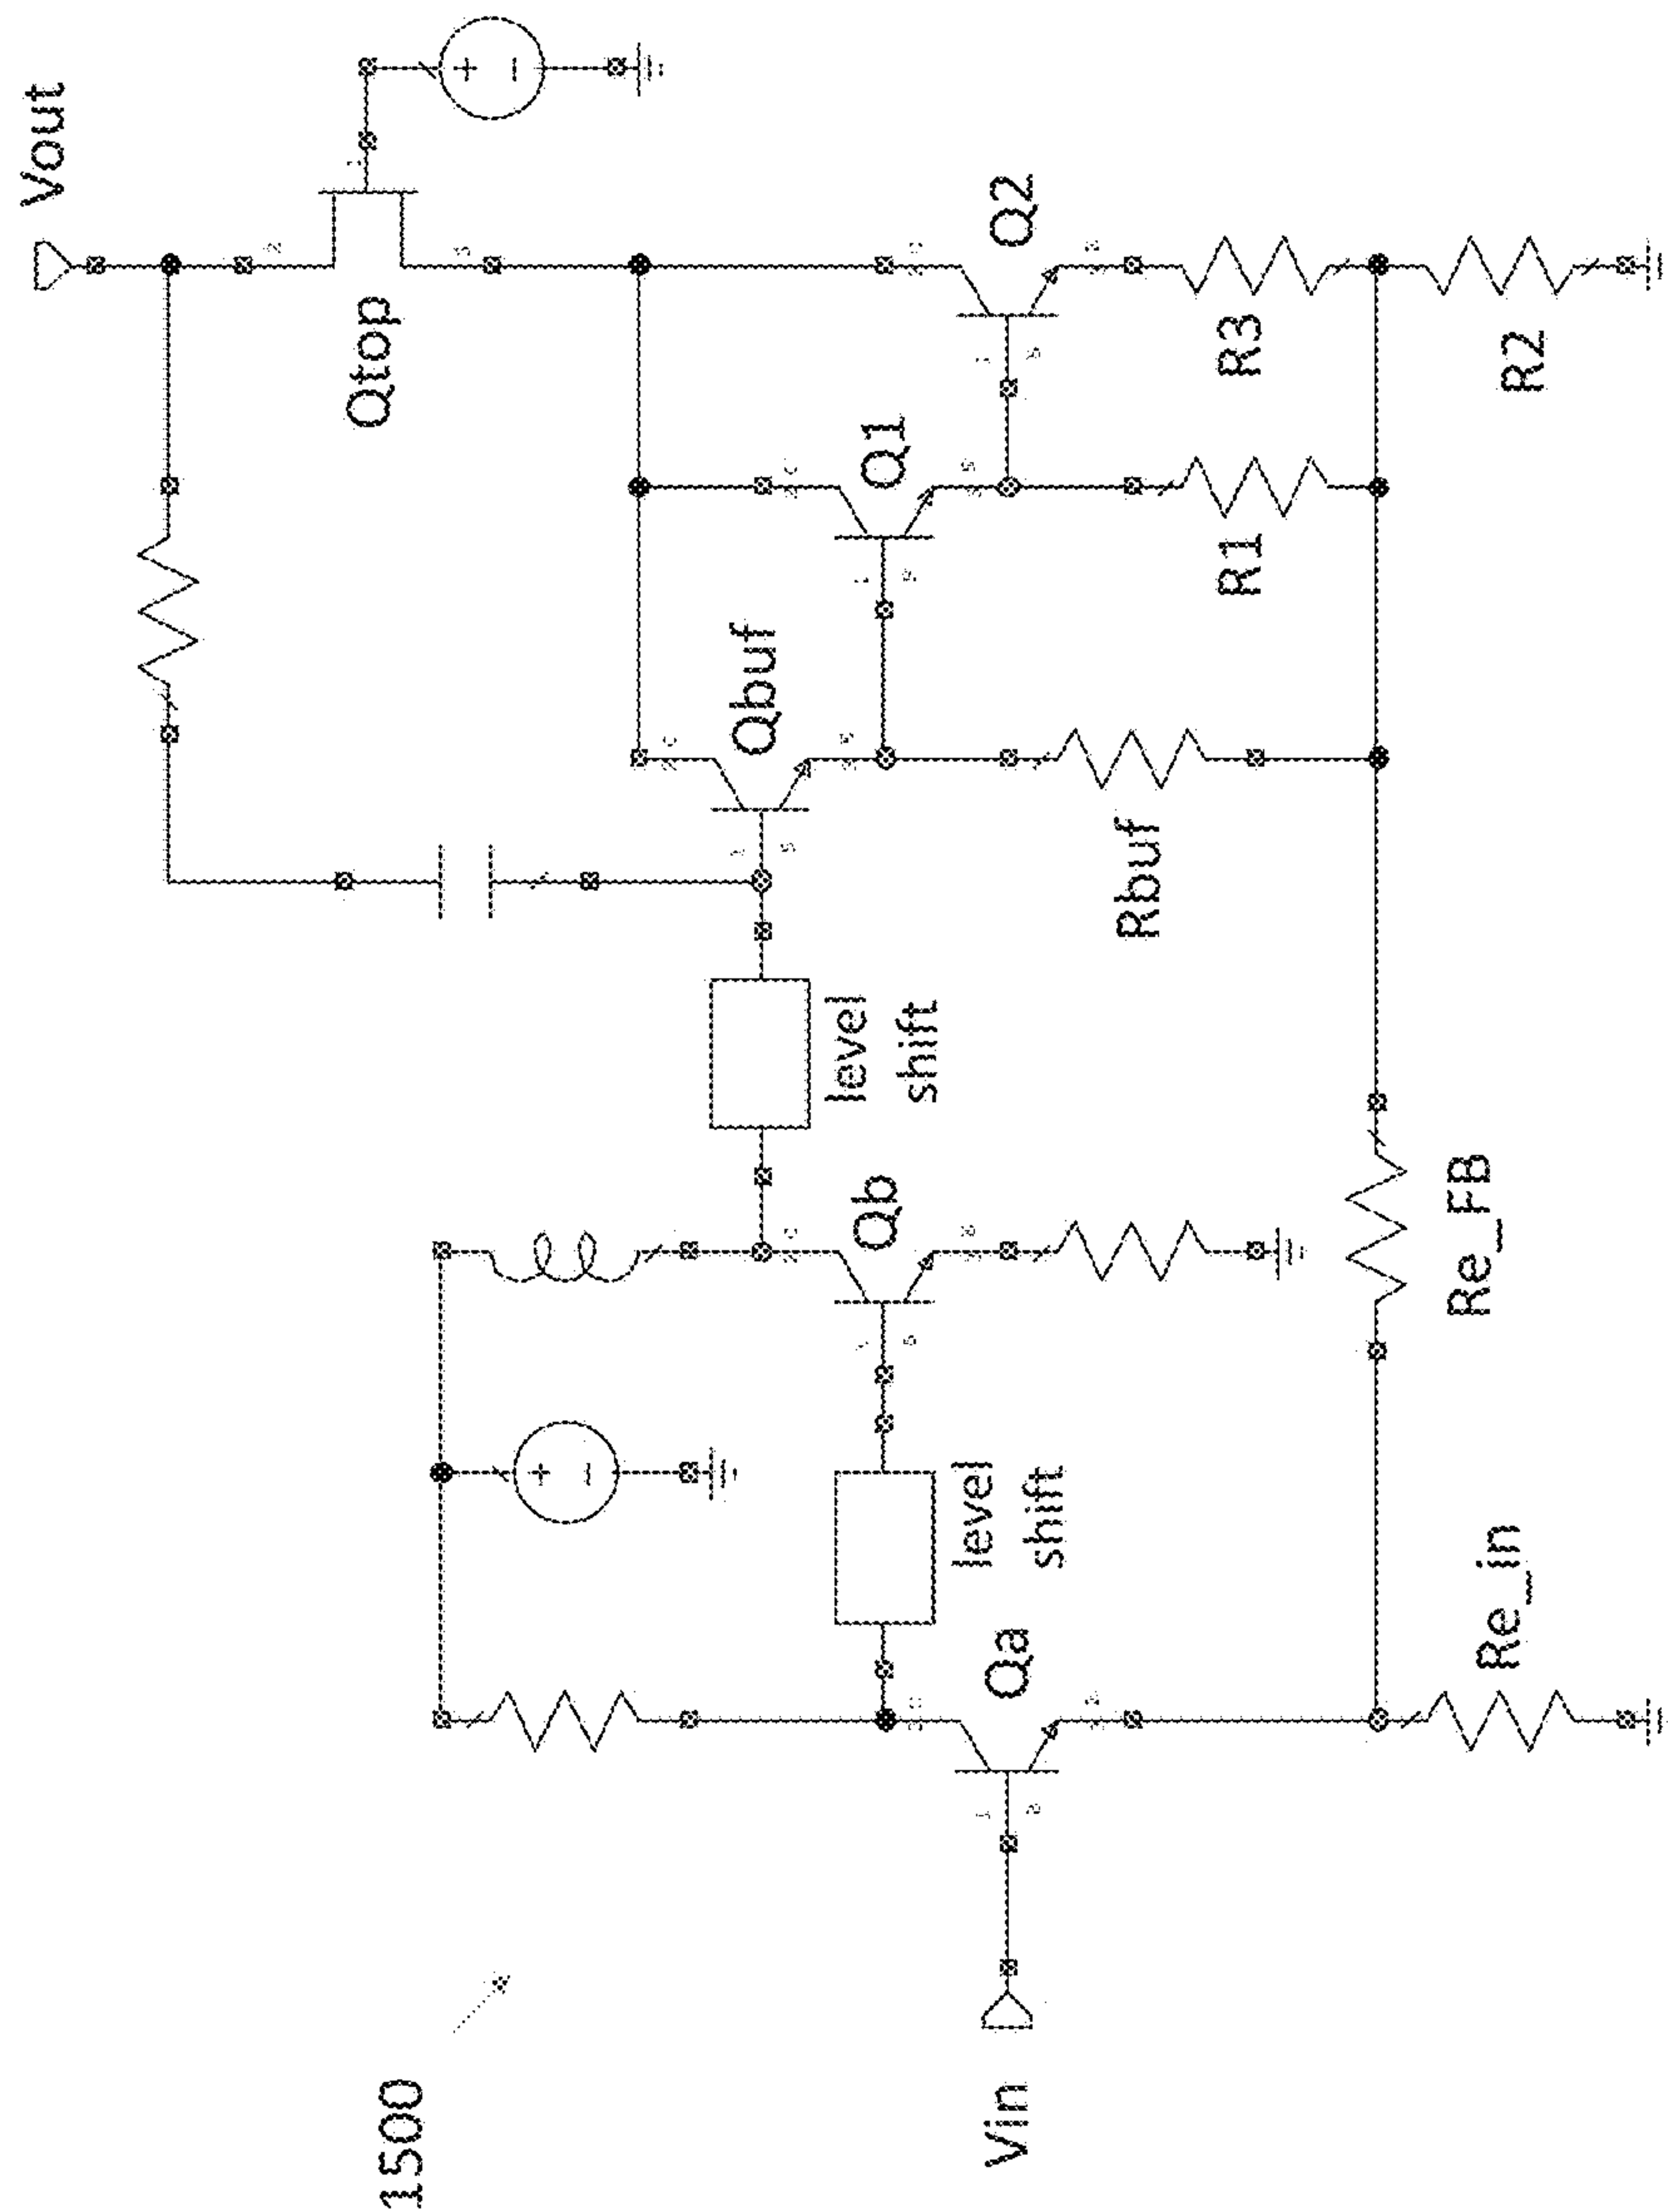 1500
Vin
Vout
Qtop
Q2
Q1
Qbuf
level
shift
Qb
level
shift
Qa
R3
R1
Rbuf
R2
Re_FB
Re_in